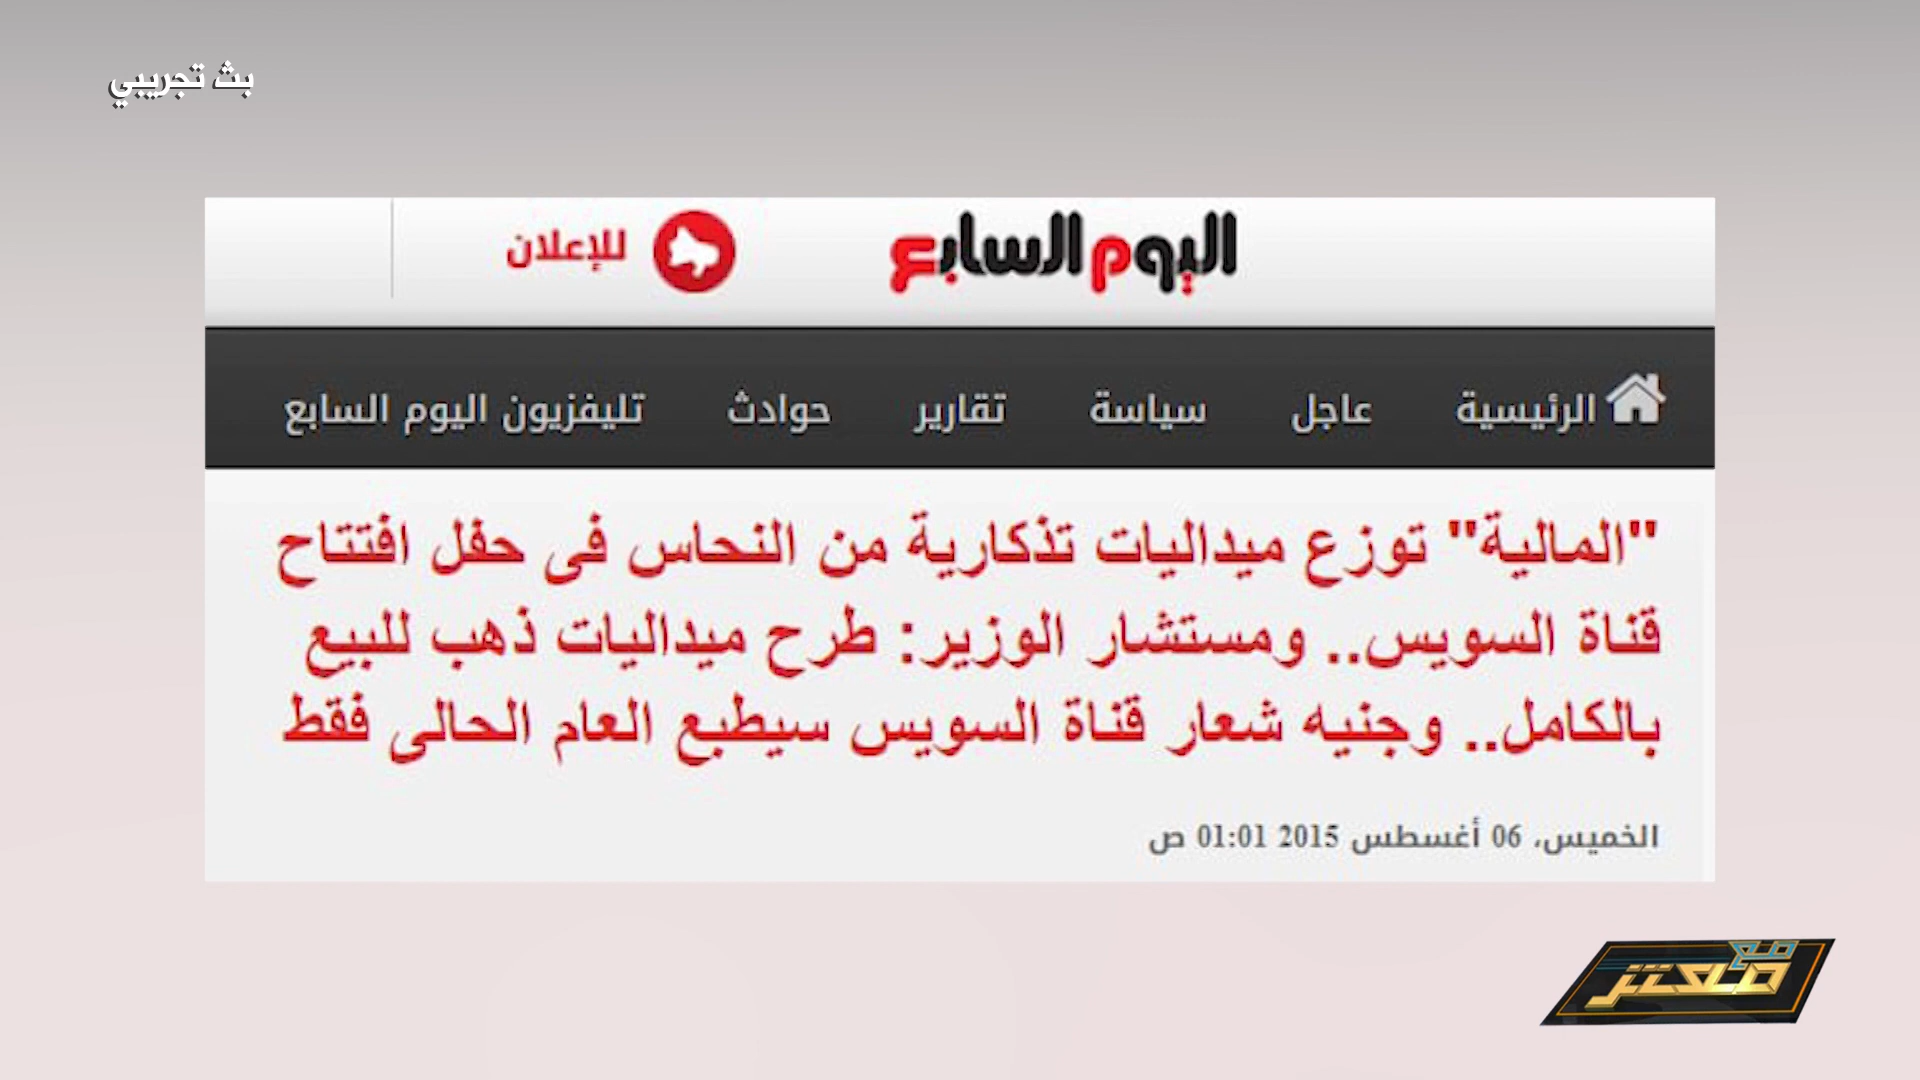 بث تجريبي
اليوم السابع
للإعلان
الرئيسية عاجل سياسة تقارير حوادث تليفزيون اليوم السابع
"المالية" توزع ميداليات تذكارية من النحاس فى حفل افتتاح
قناة السويس.. ومستشار الوزير: طرح ميداليات ذهب للبيع
بالكامل.. وجنيه شعار قناة السويس سيطبع العام الحالى فقط
الخميس، 06 أغسطس 2015 01:01 ص
مع معتز